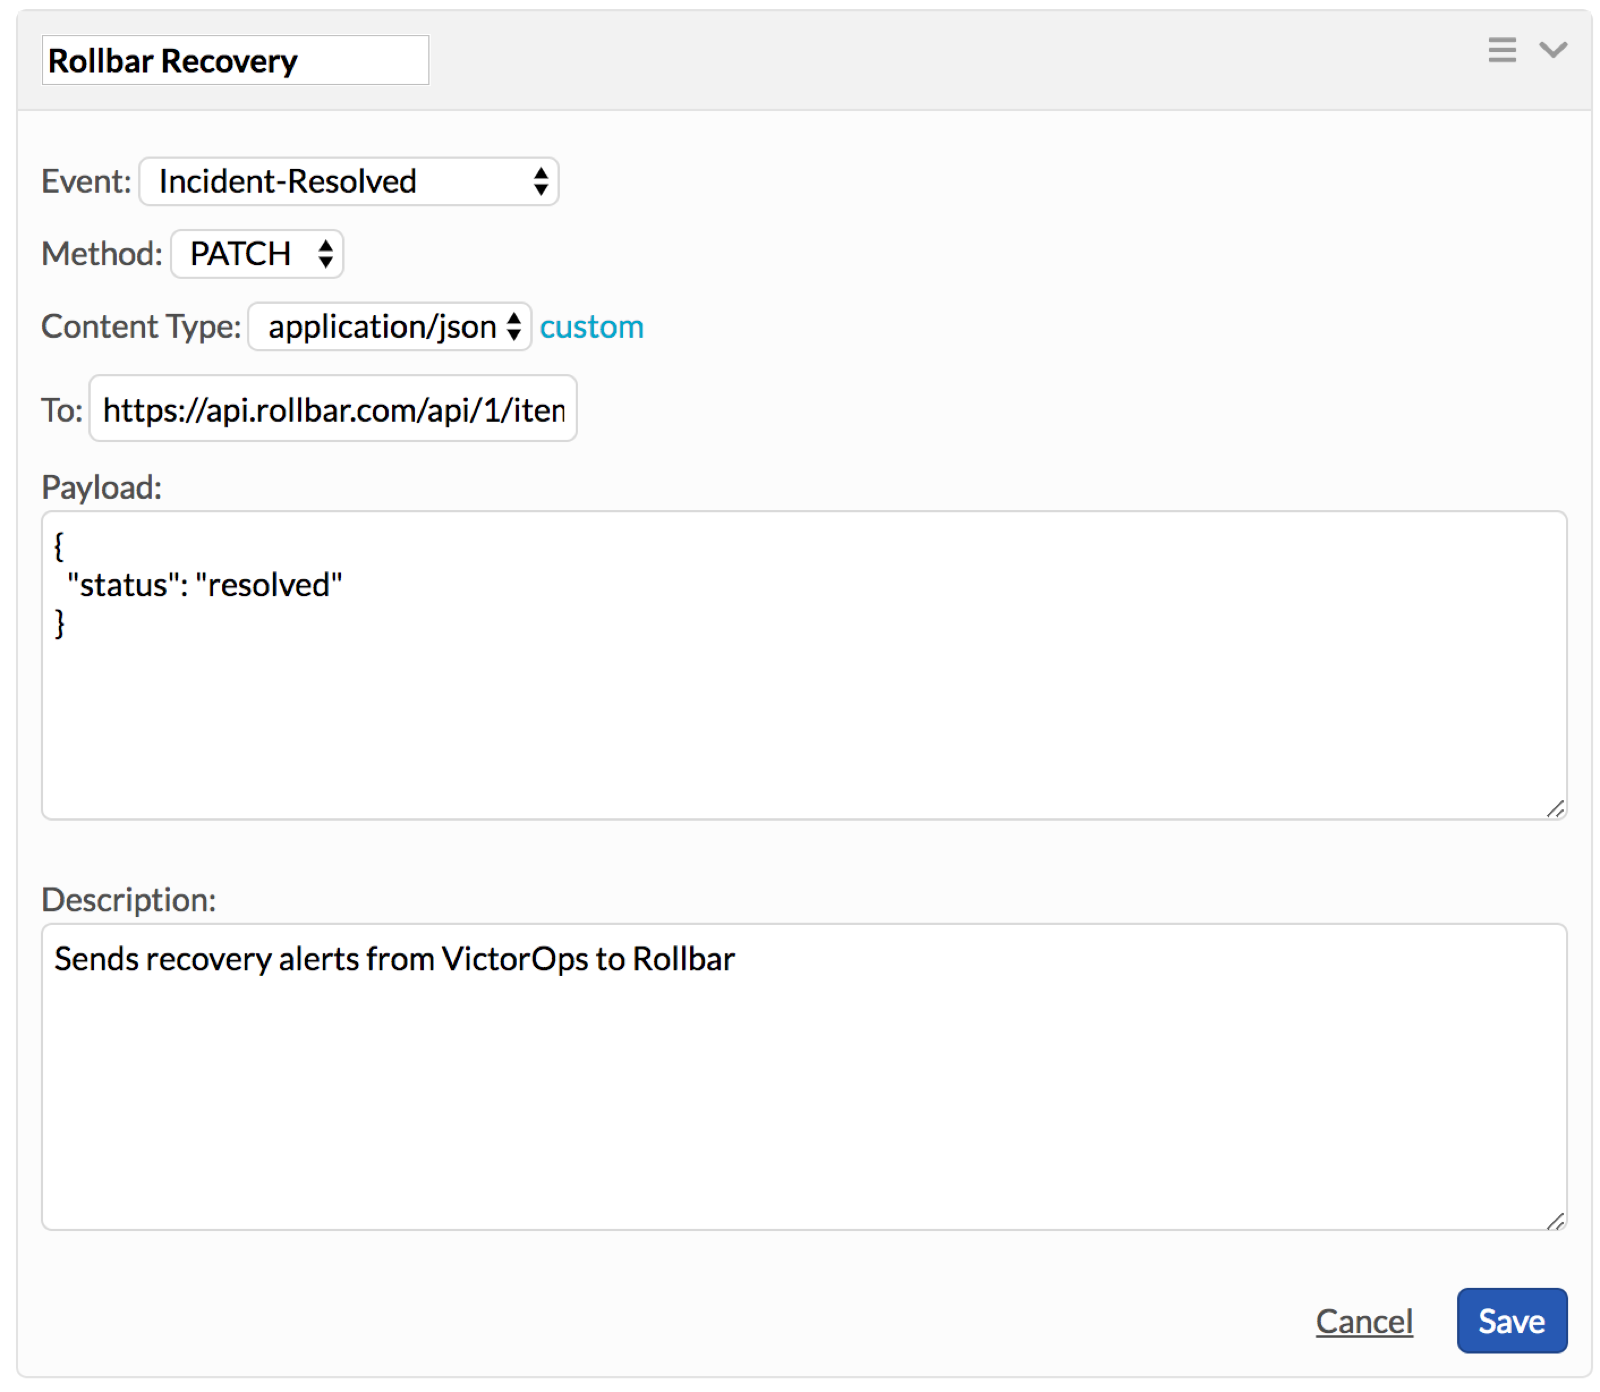 Rollbar Recovery
Event: Incident-Resolved
Method: PATCH
Content Type: application/json custom
To: https://api.rollbar.com/api/1/
Payload:
{
"status": "resolved"
}
Description:
Sends recovery alerts from VictorOps to Rollbar
Cancel Save